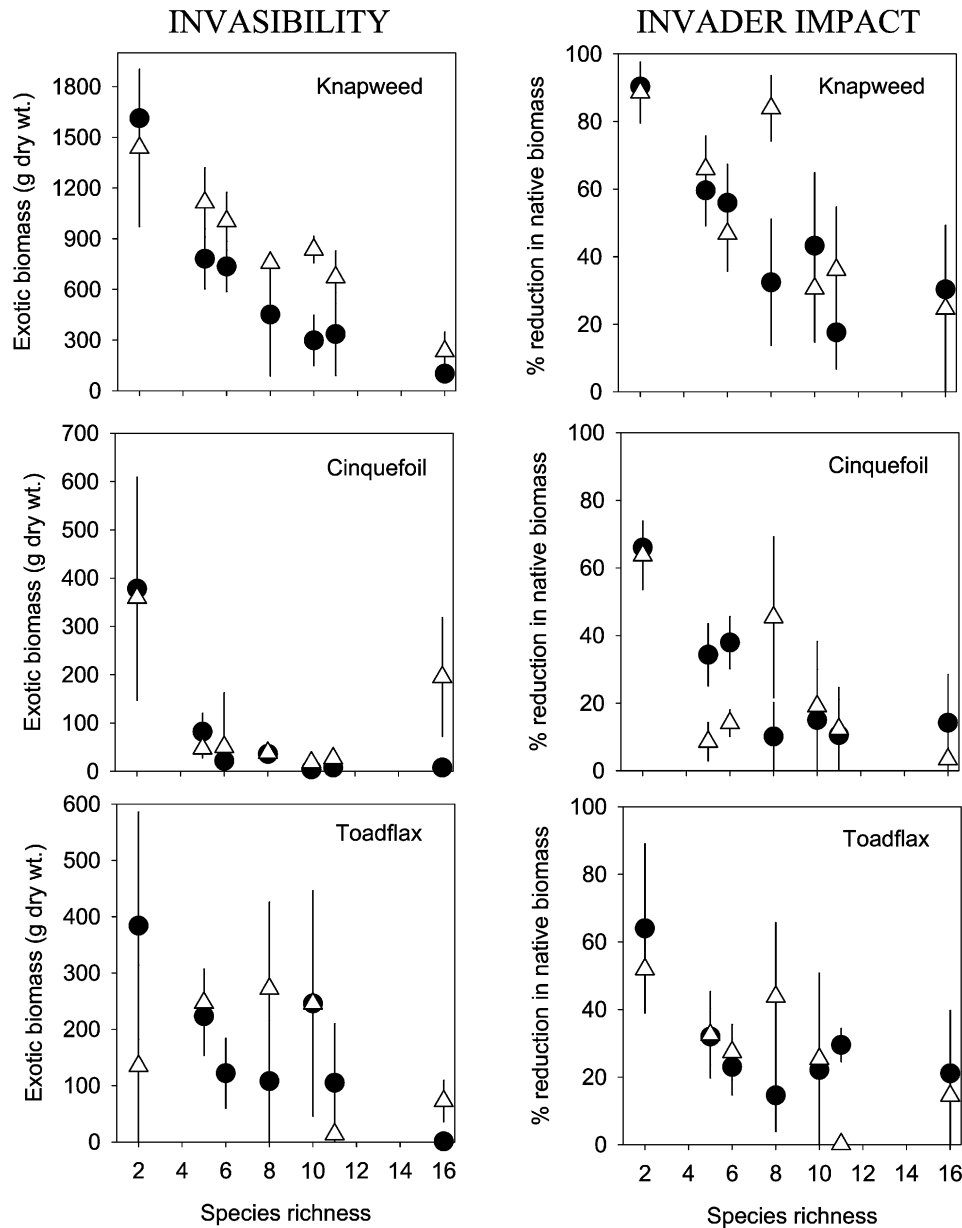 INVASIBILITY
INVADER IMPACT
Knapweed
Exotic biomass (g dry wt.)
1800
1500
1200
900
600
300
0
Knapweed
% reduction in native biomass
100
80
60
40
20
0
Cinquefoil
Exotic biomass (g dry wt.)
700
600
500
400
300
200
100
0
Cinquefoil
% reduction in native biomass
100
80
60
40
20
0
Toadflax
Exotic biomass (g dry wt.)
600
500
400
300
200
100
0
2 4 6 8 10 12 14 16
Species richness
Toadflax
% reduction in native biomass
100
80
60
40
20
0
2 4 6 8 10 12 14 16
Species richness